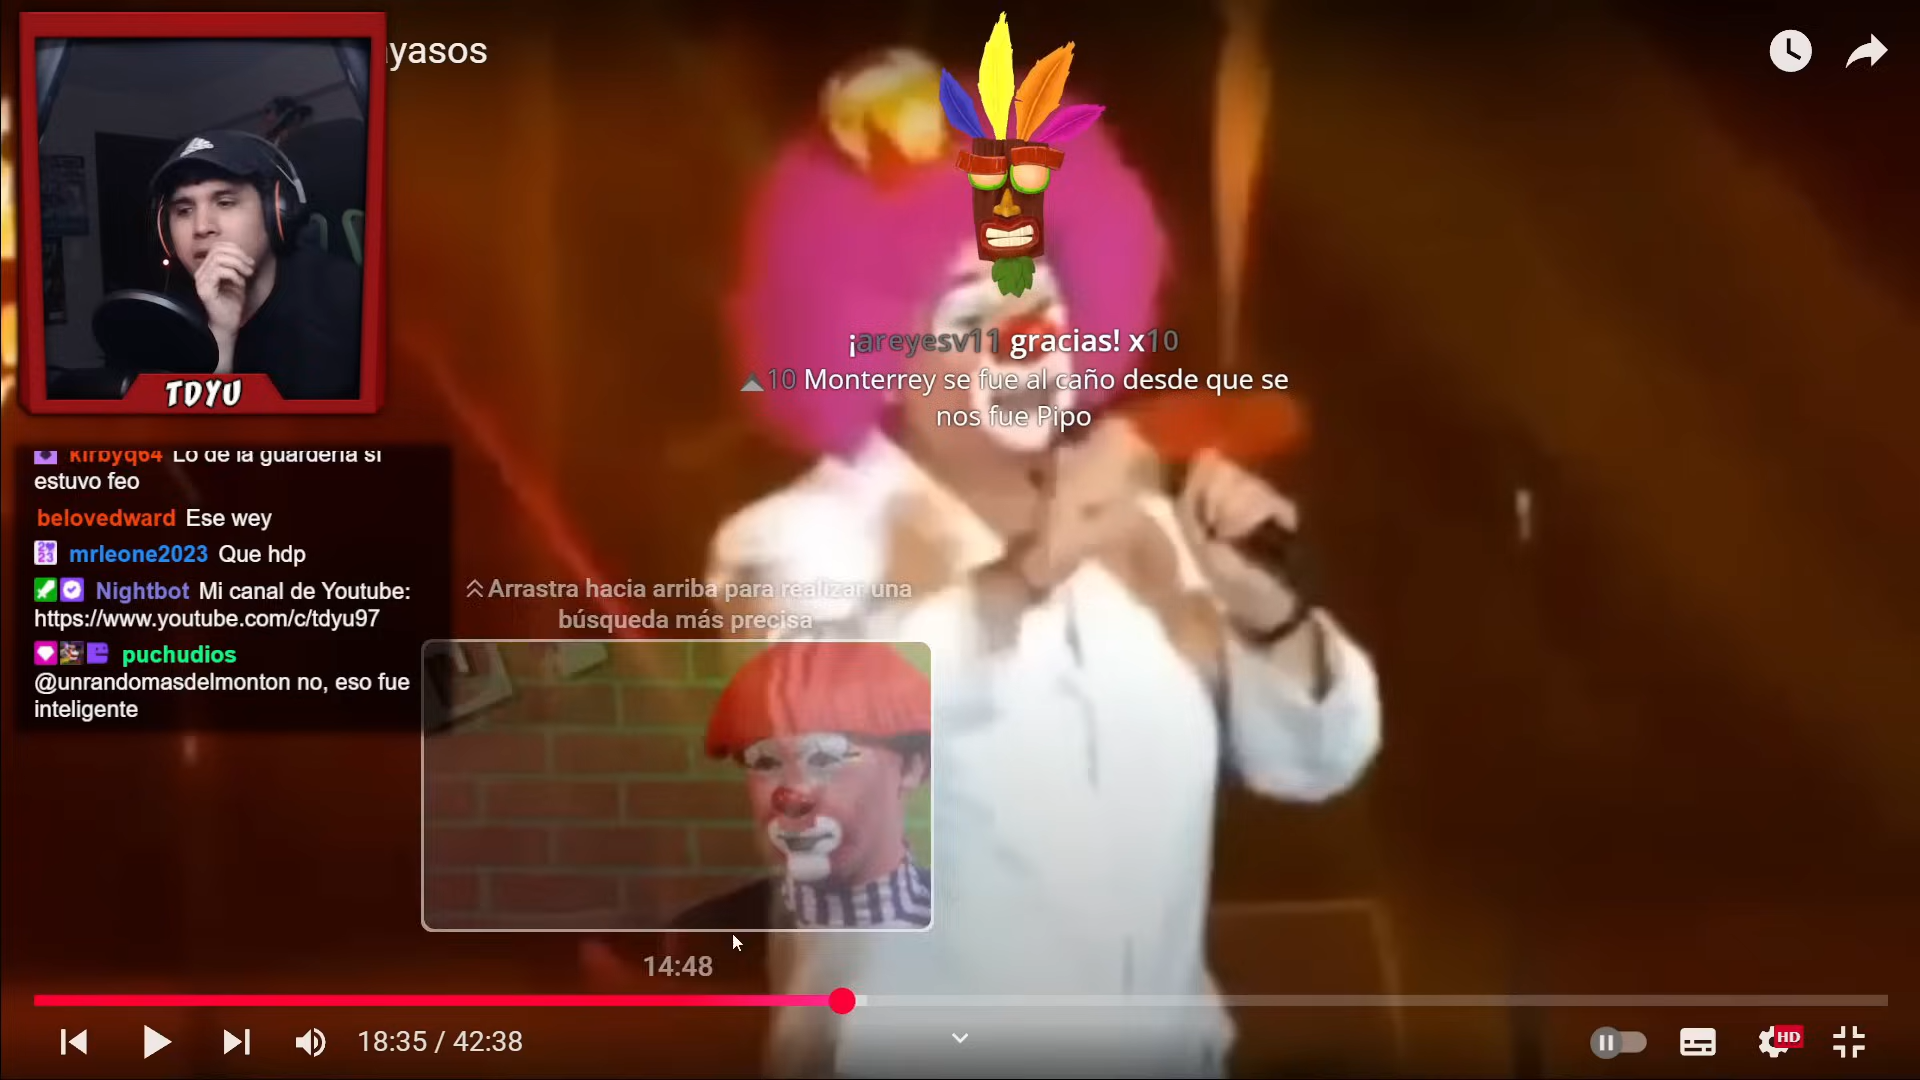 yasos
TDYU
kirbyq64 Lo de la guardería sí
estuvo feo
belovedward Ese wey
mrleone2023 Que hdp
Nightbot Mi canal de Youtube:
https://www.youtube.com/c/tdyu97
puchudios
@unrandomasdelmonton no, eso fue
inteligente
¡areyesv11 gracias! x10
10 Monterrey se fue al caño desde que se
nos fue Pipo
Arrastra hacia arriba para realizar una
búsqueda más precisa
14:48
18:35 / 42:38
HD